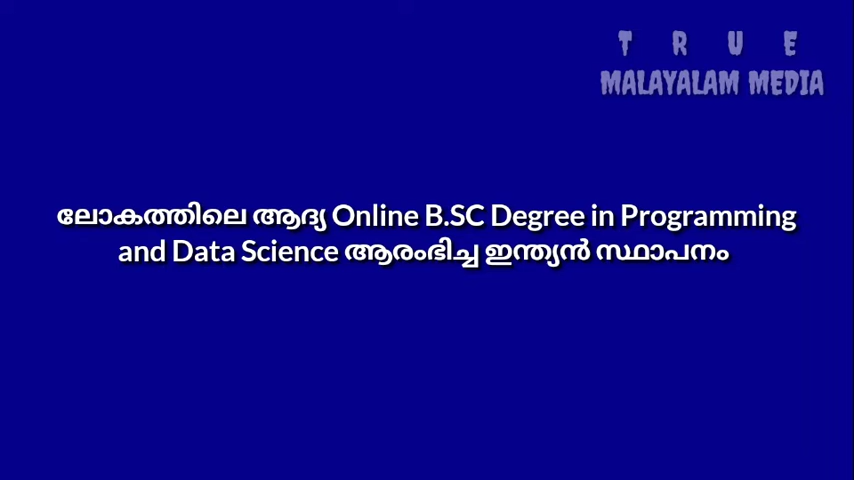 T R U E
MALAYALAM MEDIA
ലോകത്തിലെ ആദ്യ Online B.SC Degree in Programming
and Data Science ആരംഭിച്ച ഇന്ത്യൻ സ്ഥാപനം